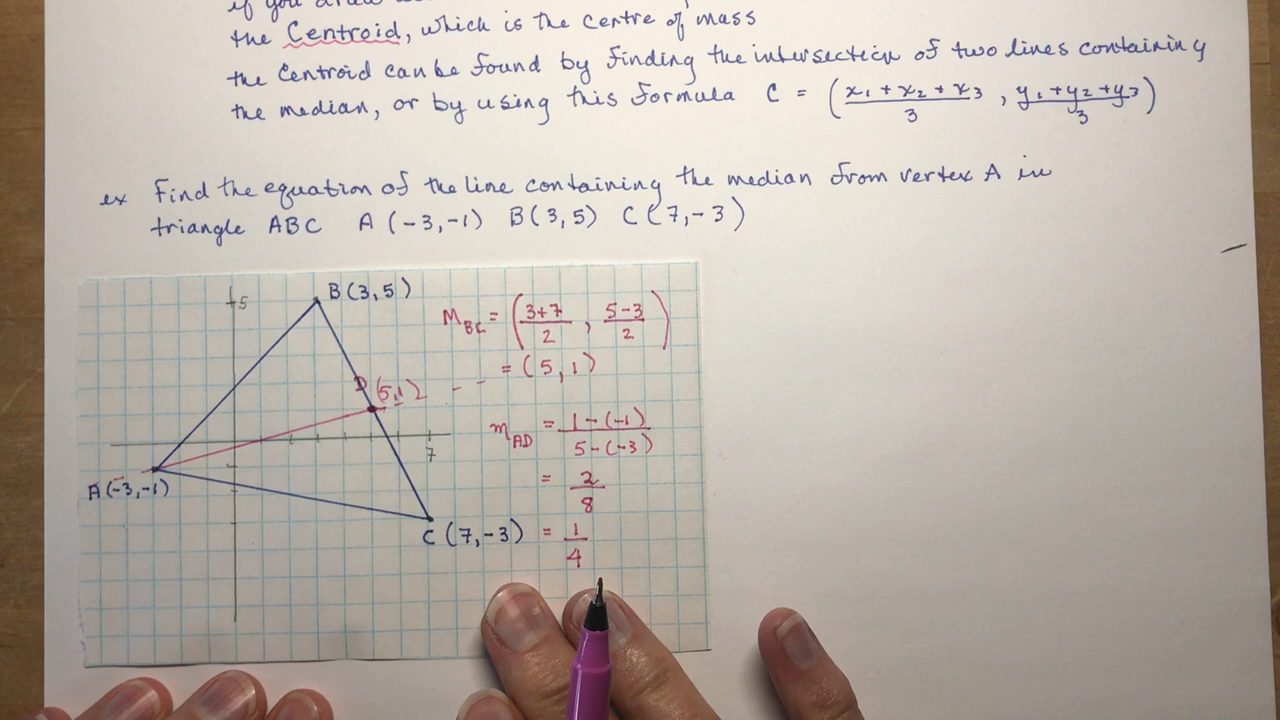 if you draw
the Centroid, which is the centre of mass
the Centroid can be found by finding the intersection of two lines containing
the median, or by using this formula C = (x₁ + x₂ + x₃ / 3 , y₁ + y₂ + y₃ / 3)
ex Find the equation of the line containing the median from vertex A in
triangle ABC A (-3,-1) B(3, 5) C(7,-3)
B(3, 5)
5
M_BC = (3+7 / 2 , 5-3 / 2)
= (5, 1)
D (5,1)
m_AD = 1-(-1) / 5-(-3)
7
= 2 / 8
A(-3,-1)
C (7,-3)
= 1 / 4